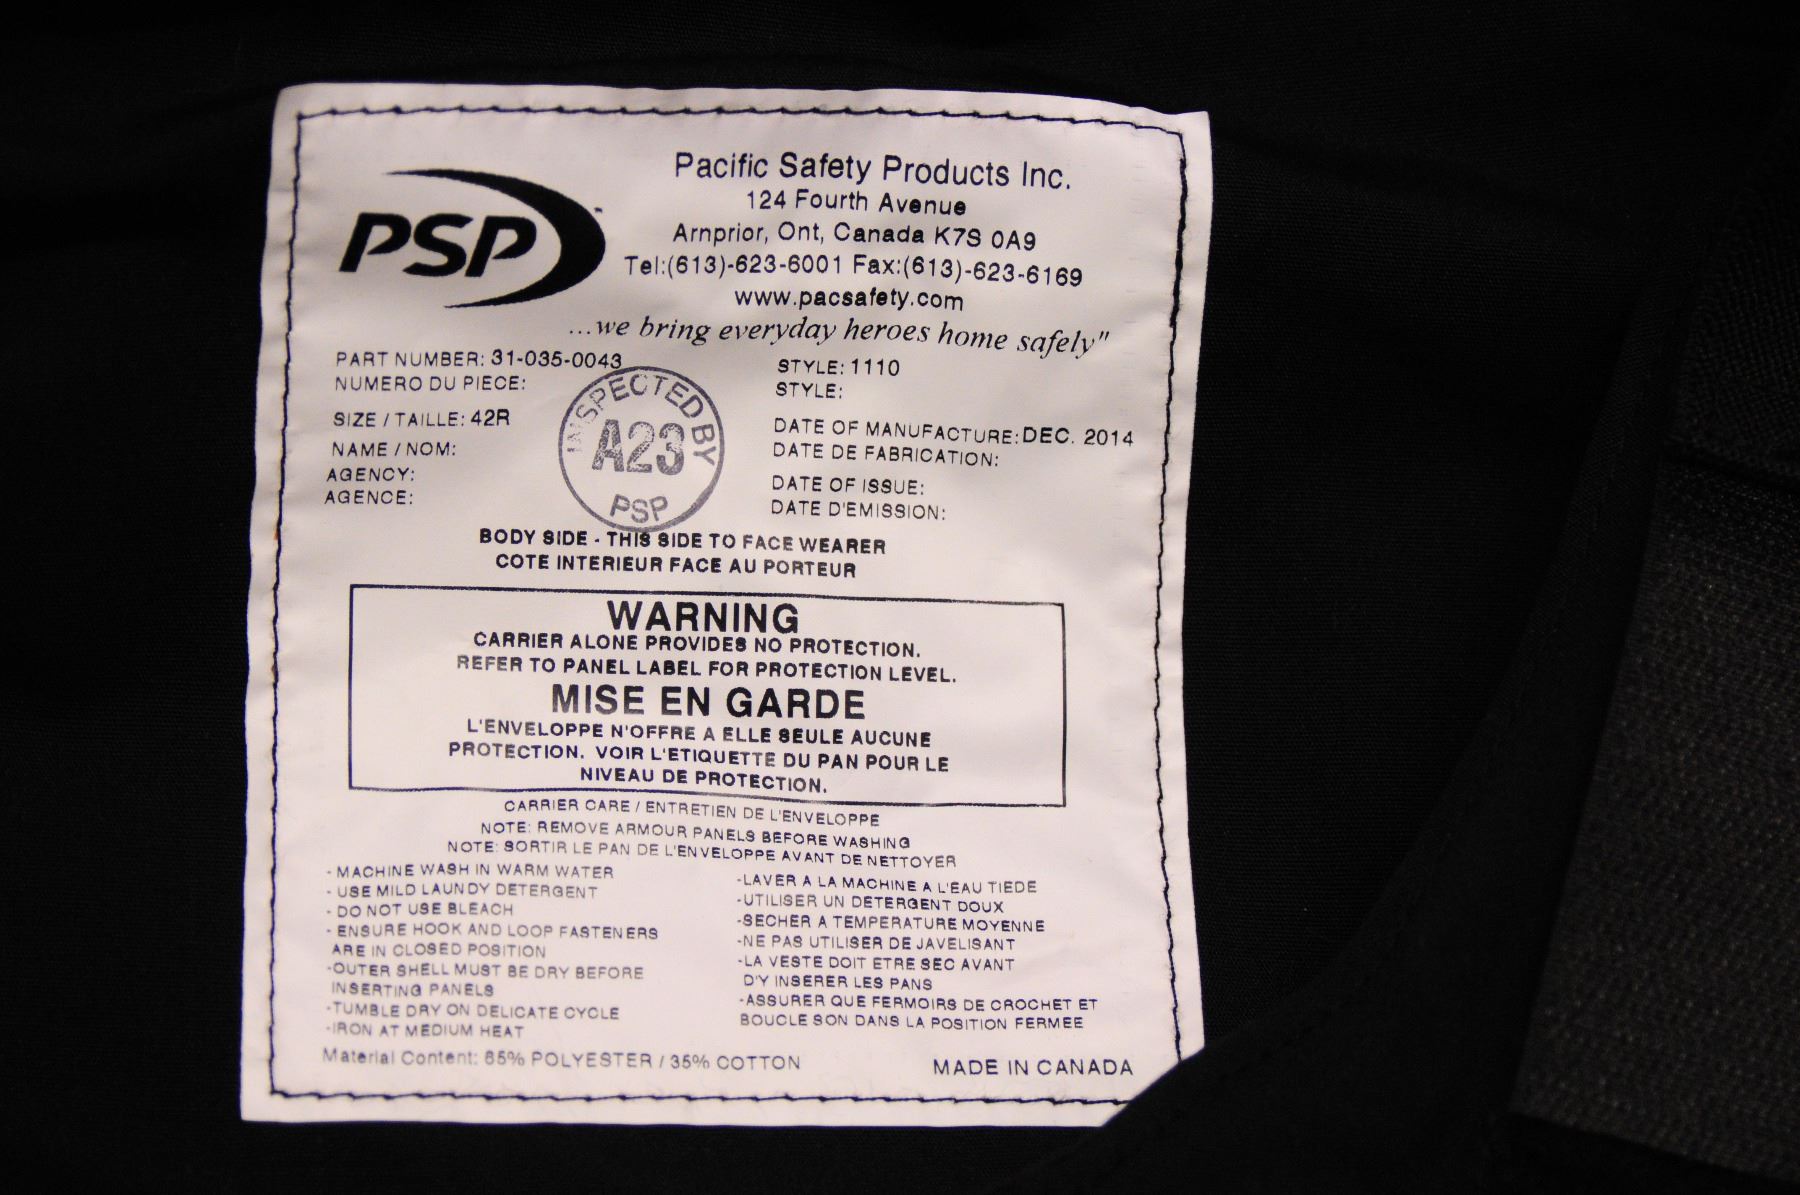 PSP
Pacific Safety Products Inc.
124 Fourth Avenue
Arnprior, Ont, Canada K7S 0A9
Tel:(613)-623-6001 Fax:(613)-623-6169
www.pacsafety.com
...we bring everyday heroes home safely"
PART NUMBER: 31-035-0043
NUMERO DU PIECE:
SIZE / TAILLE: 42R
NAME / NOM:
AGENCY:
AGENCE:
INSPECTED BY
A23
PSP
STYLE: 1110
STYLE:
DATE OF MANUFACTURE: DEC. 2014
DATE DE FABRICATION:
DATE OF ISSUE:
DATE D'EMISSION:
BODY SIDE - THIS SIDE TO FACE WEARER
COTE INTERIEUR FACE AU PORTEUR
WARNING
CARRIER ALONE PROVIDES NO PROTECTION.
REFER TO PANEL LABEL FOR PROTECTION LEVEL.
MISE EN GARDE
L'ENVELOPPE N'OFFRE A ELLE SEULE AUCUNE
PROTECTION. VOIR L'ETIQUETTE DU PAN POUR LE
NIVEAU DE PROTECTION.
CARRIER CARE / ENTRETIEN DE L'ENVELOPPE
NOTE: REMOVE ARMOUR PANELS BEFORE WASHING
NOTE: SORTIR LE PAN DE L'ENVELOPPE AVANT DE NETTOYER
- MACHINE WASH IN WARM WATER
- USE MILD LAUNDY DETERGENT
- DO NOT USE BLEACH
- ENSURE HOOK AND LOOP FASTENERS
ARE IN CLOSED POSITION
-OUTER SHELL MUST BE DRY BEFORE
INSERTING PANELS
-TUMBLE DRY ON DELICATE CYCLE
-IRON AT MEDIUM HEAT
-LAVER A LA MACHINE A L'EAU TIEDE
-UTILISER UN DETERGENT DOUX
-SECHER A TEMPERATURE MOYENNE
-NE PAS UTILISER DE JAVELISANT
-LA VESTE DOIT ETRE SEC AVANT
D'Y INSERER LES PANS
-ASSURER QUE FERMOIRS DE CROCHET ET
BOUCLE SON DANS LA POSITION FERMEE
Material Content: 65% POLYESTER / 35% COTTON
MADE IN CANADA